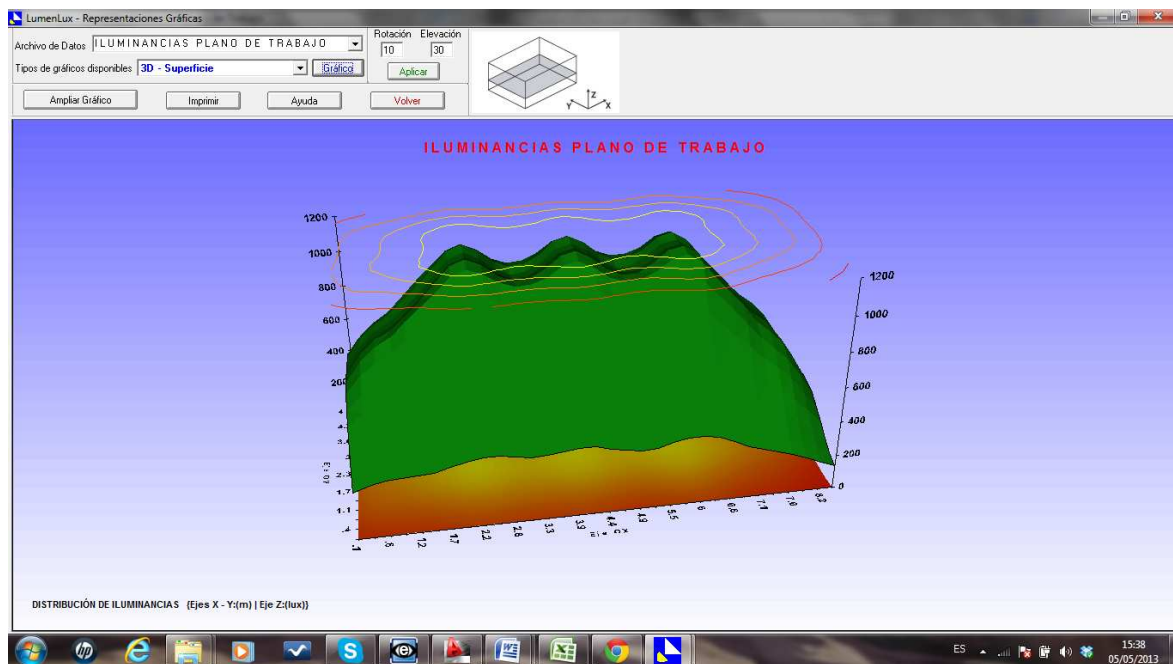 LumenLux - Representaciones Gráficas
Archivo de Datos ILUMINANCIAS PLANO DE TRABAJO
Rotación Elevación
10 30
Tipos de gráficos disponibles 3D - Superficie Gráfico
Aplicar
Ampliar Gráfico Imprimir Ayuda Volver
Z
Y X
ILUMINANCIAS PLANO DE TRABAJO
1200
1000
800
600
400
1200
1000
800
600
400
200
0
2.3
1.7
1.1
.4
.1 .6 1.2 1.7 2.2 2.8 3.3 3.9 4.4 4.9 5.5 6 6.6 7.1 7.6 8.2
DISTRIBUCIÓN DE ILUMINANCIAS {Ejes X - Y:(m) | Eje Z:(lux)}
ES
15:38
05/05/2013